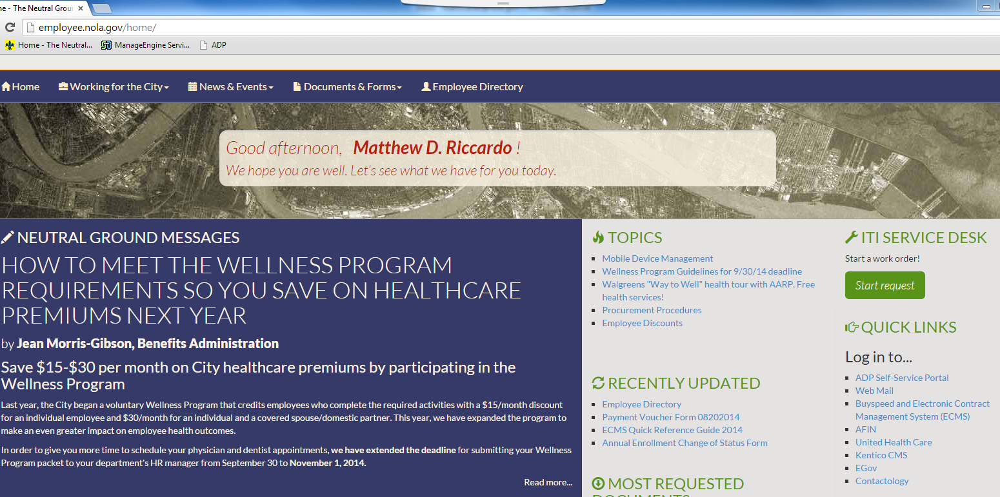 ne - The Neutral Grou
employee.nola.gov/home/
Home - The Neutral... ManageEngine Servi... ADP
Home Working for the City News & Events Documents & Forms Employee Directory
Good afternoon, Matthew D. Riccardo !
We hope you are well. Let's see what we have for you today.
NEUTRAL GROUND MESSAGES
HOW TO MEET THE WELLNESS PROGRAM
REQUIREMENTS SO YOU SAVE ON HEALTHCARE
PREMIUMS NEXT YEAR
by Jean Morris-Gibson, Benefits Administration
Save $15-$30 per month on City healthcare premiums by participating in the
Wellness Program
Last year, the City began a voluntary Wellness Program that credits employees who complete the required activities with a $15/month discount
for an individual employee and $30/month for an individual and a covered spouse/domestic partner. This year, we have expanded the program to
make an even greater impact on employee health outcomes.
In order to give you more time to schedule your physician and dentist appointments, we have extended the deadline for submitting your Wellness
Program packet to your department's HR manager from September 30 to November 1, 2014.
Read more...
TOPICS
Mobile Device Management
Wellness Program Guidelines for 9/30/14 deadline
Walgreens "Way to Well" health tour with AARP. Free
health services!
Procurement Procedures
Employee Discounts
RECENTLY UPDATED
Employee Directory
Payment Voucher Form 08202014
ECMS Quick Reference Guide 2014
Annual Enrollment Change of Status Form
MOST REQUESTED
DOCUMENTS
ITI SERVICE DESK
Start a work order!
Start request
QUICK LINKS
Log in to...
ADP Self-Service Portal
Web Mail
Buyspeed and Electronic Contract
Management System (ECMS)
AFIN
United Health Care
Kentico CMS
EGov
Contactology